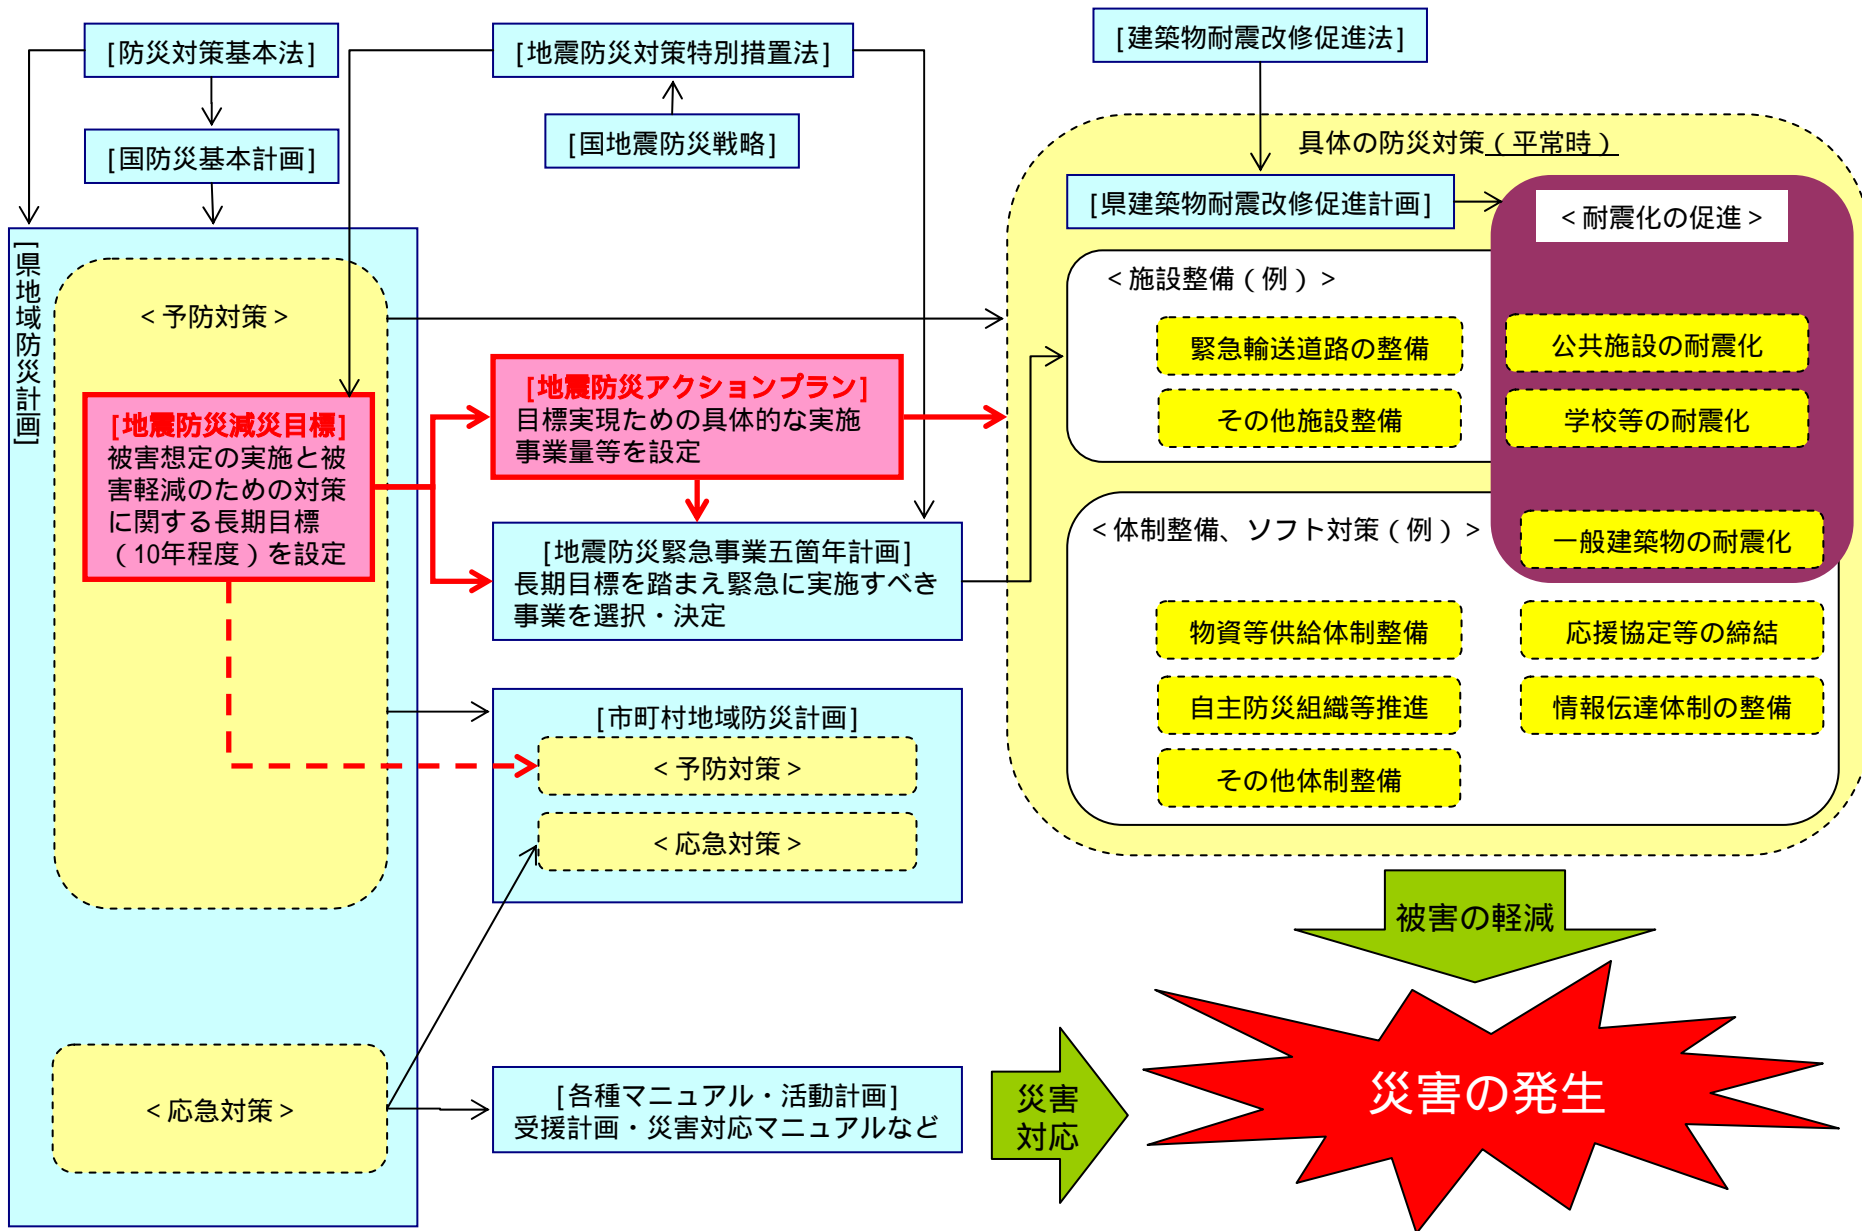 [防災対策基本法]
[地震防災対策特別措置法]
[建築物耐震改修促進法]
[国防災基本計画]
[国地震防災戦略]
具体の防災対策（平常時）
[県地域防災計画]
＜予防対策＞
[地震防災減災目標]
被害想定の実施と被
害軽減のための対策
に関する長期目標
（10年程度）を設定
[地震防災アクションプラン]
目標実現ための具体的な実施
事業量等を設定
[地震防災緊急事業五箇年計画]
長期目標を踏まえ緊急に実施すべき
事業を選択・決定
[市町村地域防災計画]
＜予防対策＞
＜応急対策＞
＜応急対策＞
[各種マニュアル・活動計画]
受援計画・災害対応マニュアルなど
[県建築物耐震改修促進計画]
＜耐震化の促進＞
＜施設整備（例）＞
緊急輸送道路の整備
公共施設の耐震化
その他施設整備
学校等の耐震化
＜体制整備、ソフト対策（例）＞
一般建築物の耐震化
物資等供給体制整備
応援協定等の締結
自主防災組織等推進
情報伝達体制の整備
その他体制整備
被害の軽減
災害
対応
災害の発生